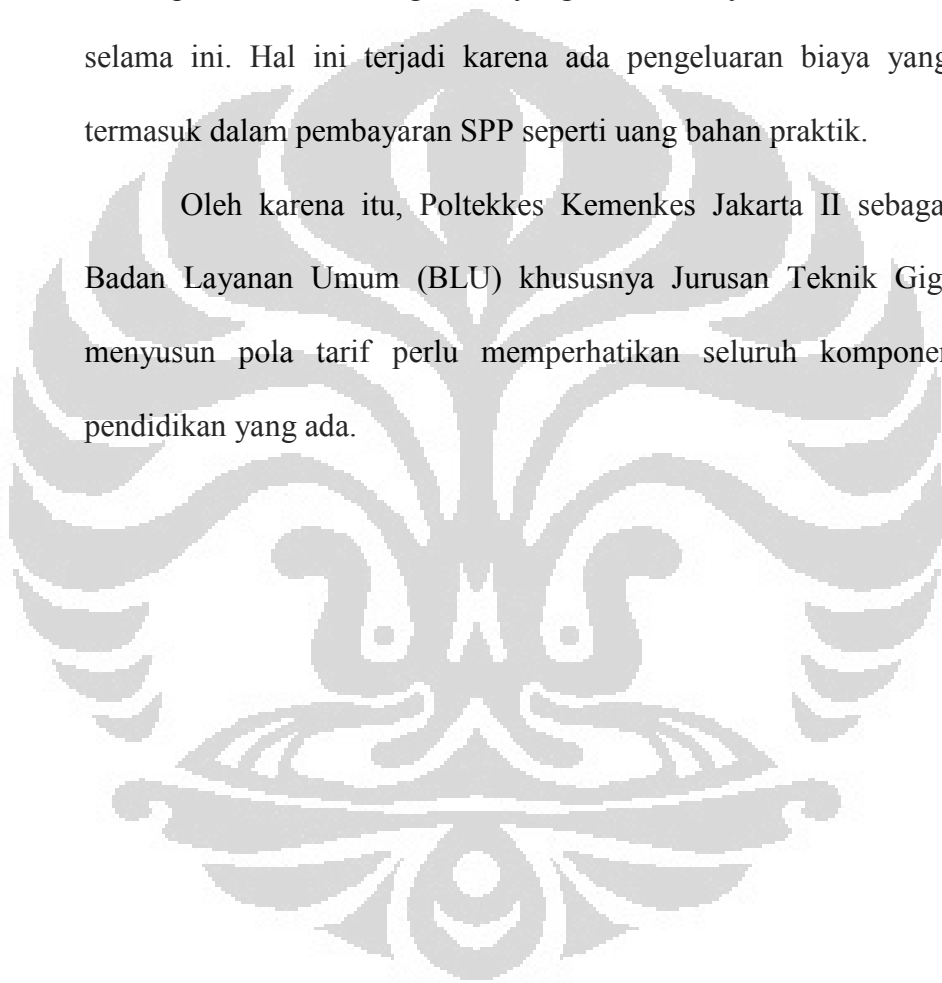 selama ini. Hal ini terjadi karena ada pengeluaran biaya yang
termasuk dalam pembayaran SPP seperti uang bahan praktik.
Oleh karena itu, Poltekkes Kemenkes Jakarta II sebaga
Badan Layanan Umum (BLU) khususnya Jurusan Teknik Gig
menyusun pola tarif perlu memperhatikan seluruh komponen
pendidikan yang ada.